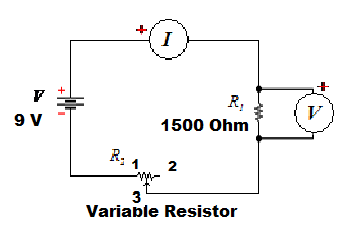 + I
V + -
9 V
R1
1500 Ohm
+ V
R2 1 2
3
Variable Resistor